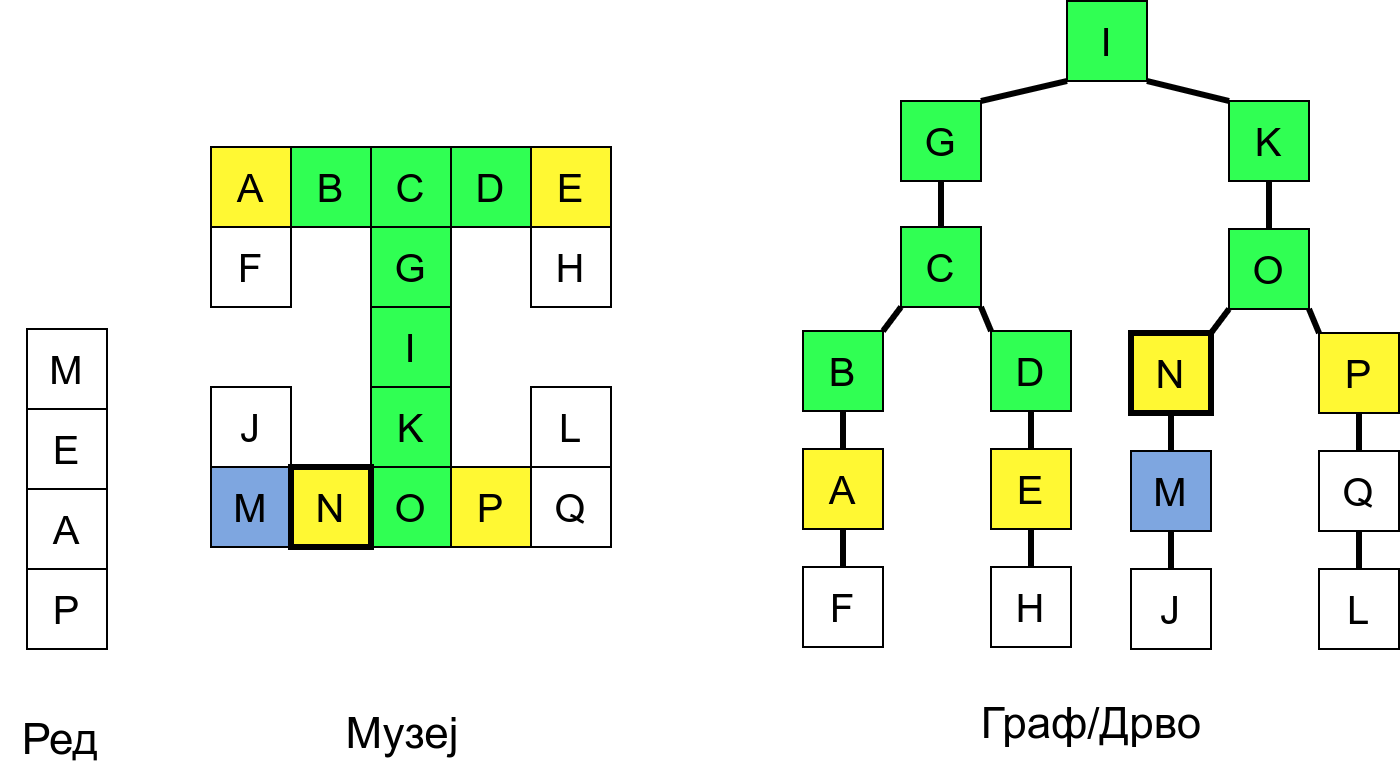 I
G K
A B C D E
F G H
C O
M
E
A
P
I
J K L
M N O P Q
B D N P
A E M Q
F H J L
Ред
Музеј
Граф/Дрво